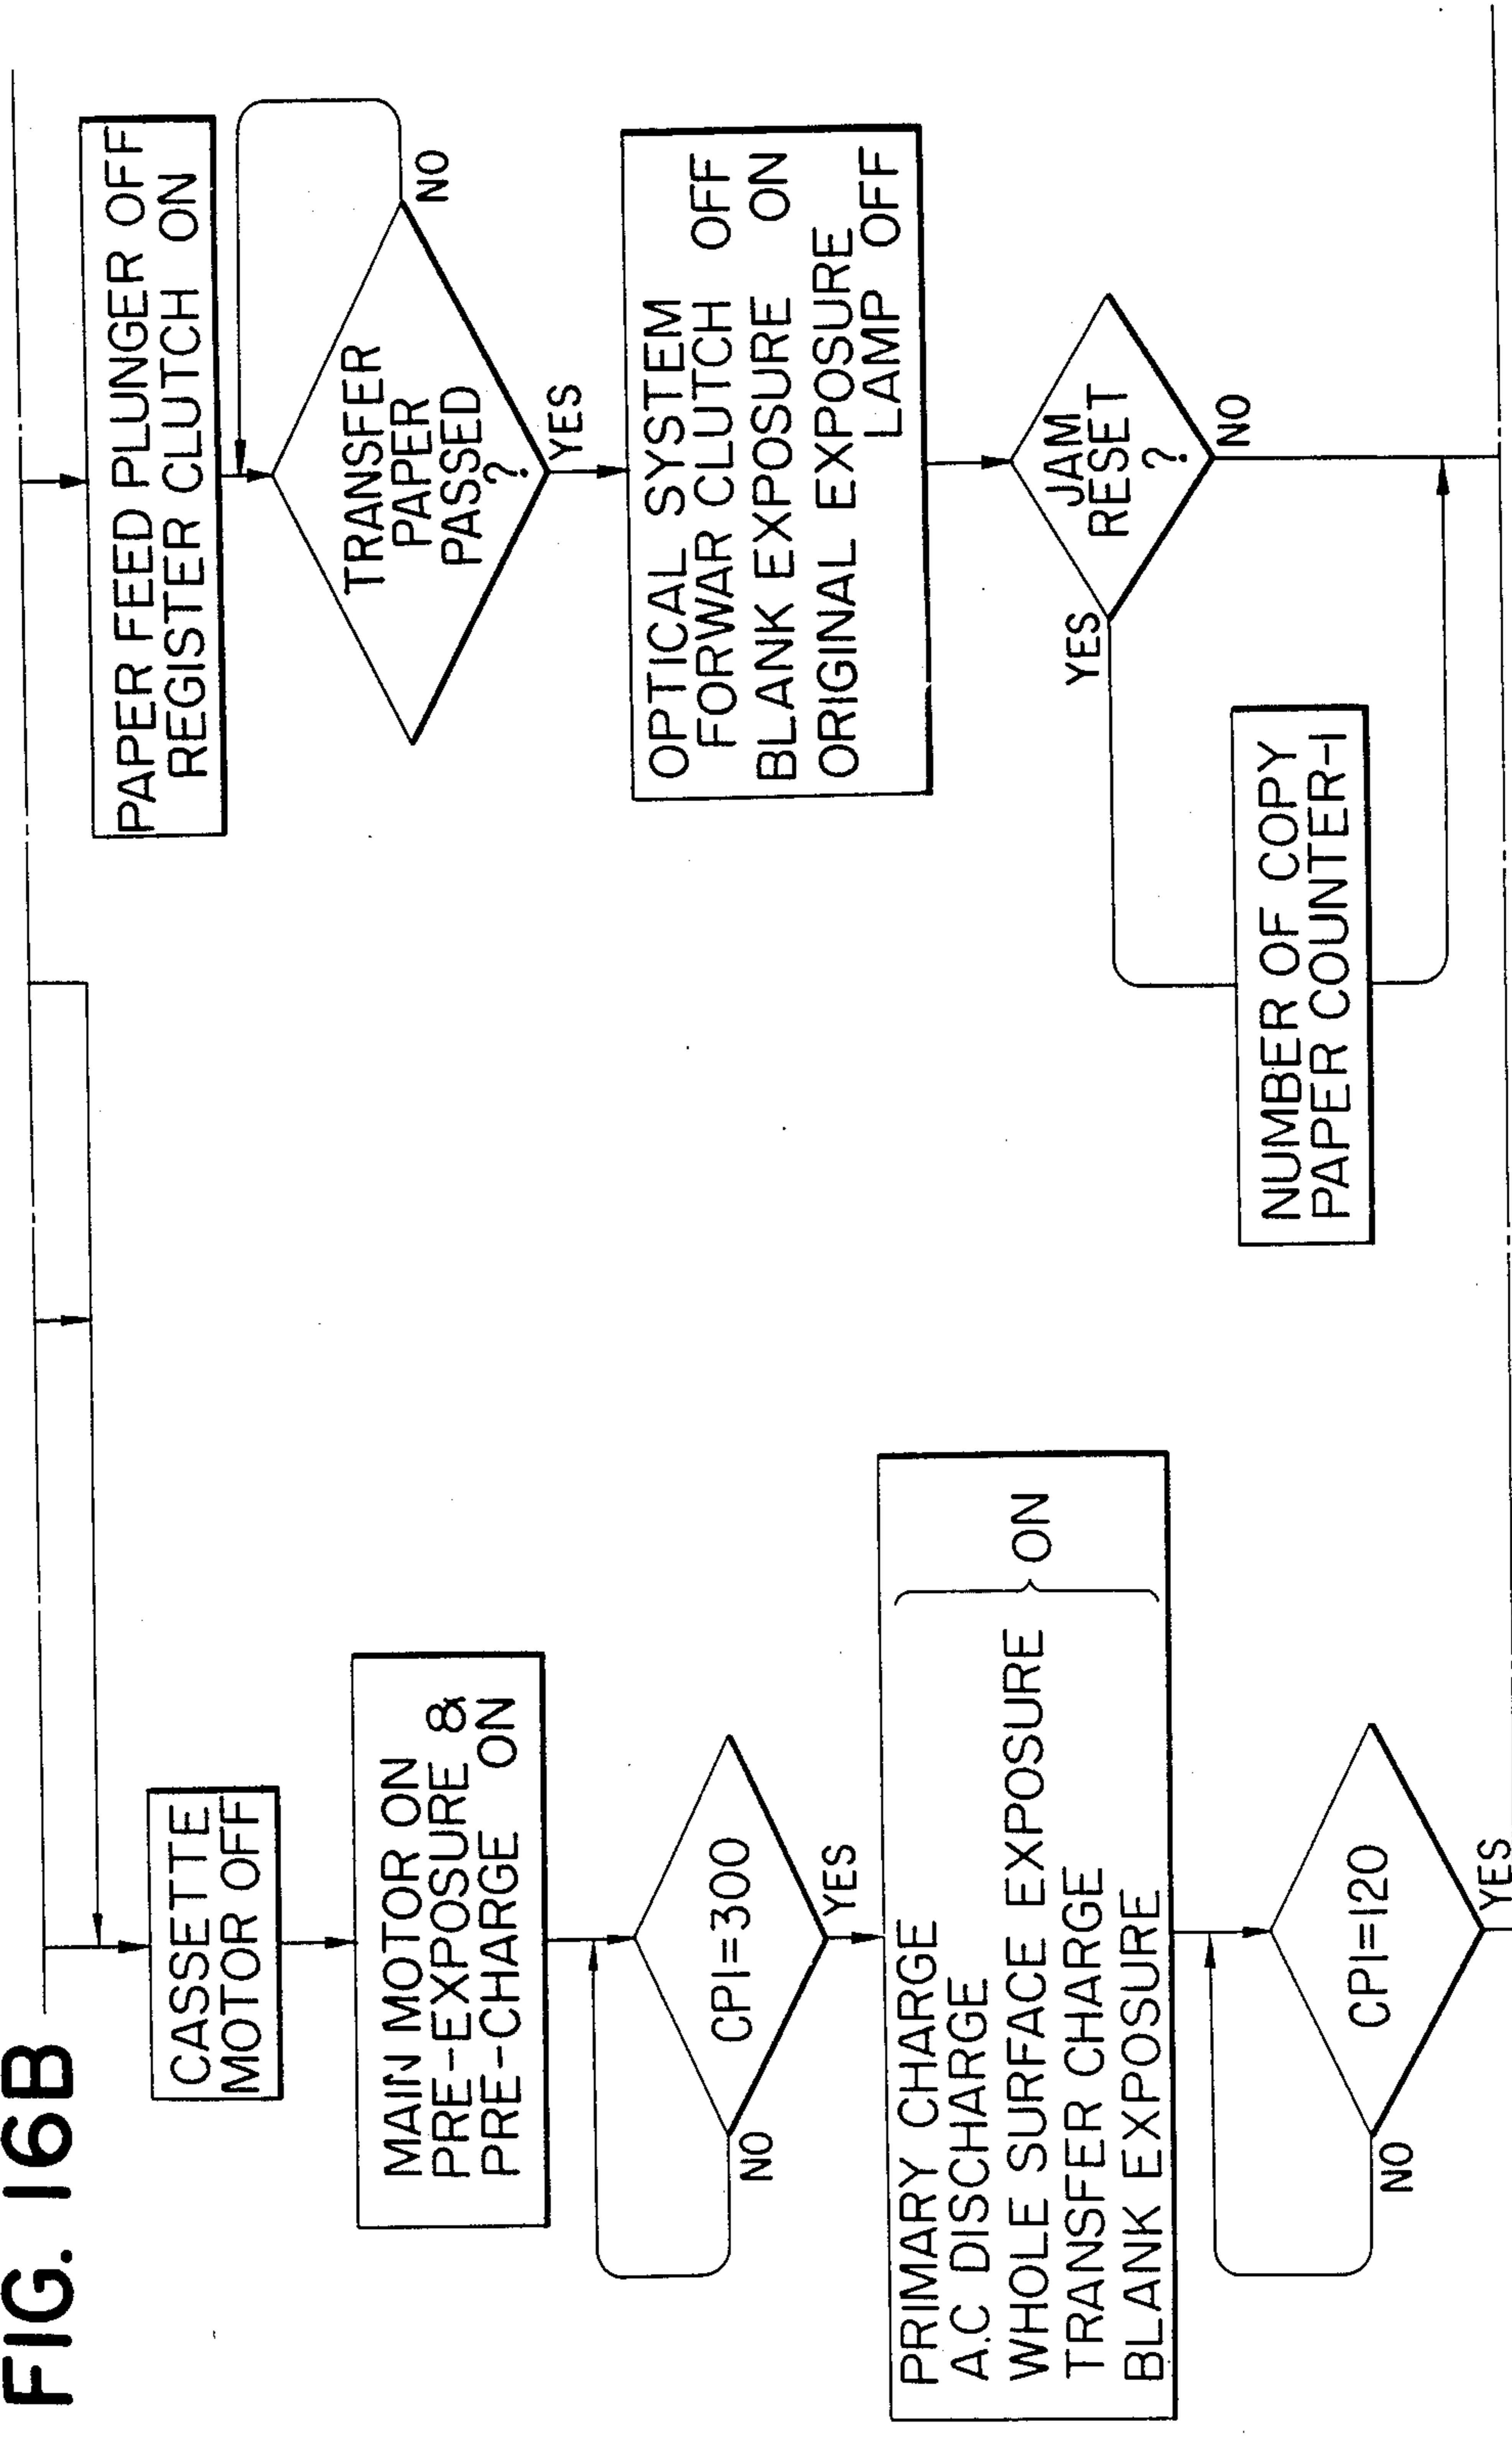 FIG. 16B
CASSETTE
MOTOR OFF
MAIN MOTOR ON
PRE-EXPOSURE &
PRE-CHARGE ON
CP1=300
NO
YES
PRIMARY CHARGE
A.C DISCHARGE
WHOLE SURFACE EXPOSURE
TRANSFER CHARGE
BLANK EXPOSURE
ON
CP1=120
NO
YES
PAPER FEED PLUNGER OFF
REGISTER CLUTCH ON
TRANSFER
PAPER
PASSED
?
NO
YES
OPTICAL SYSTEM
FORWAR CLUTCH OFF
BLANK EXPOSURE ON
ORIGINAL EXPOSURE
LAMP OFF
JAM
RESET
?
YES
NO
NUMBER OF COPY
PAPER COUNTER-1